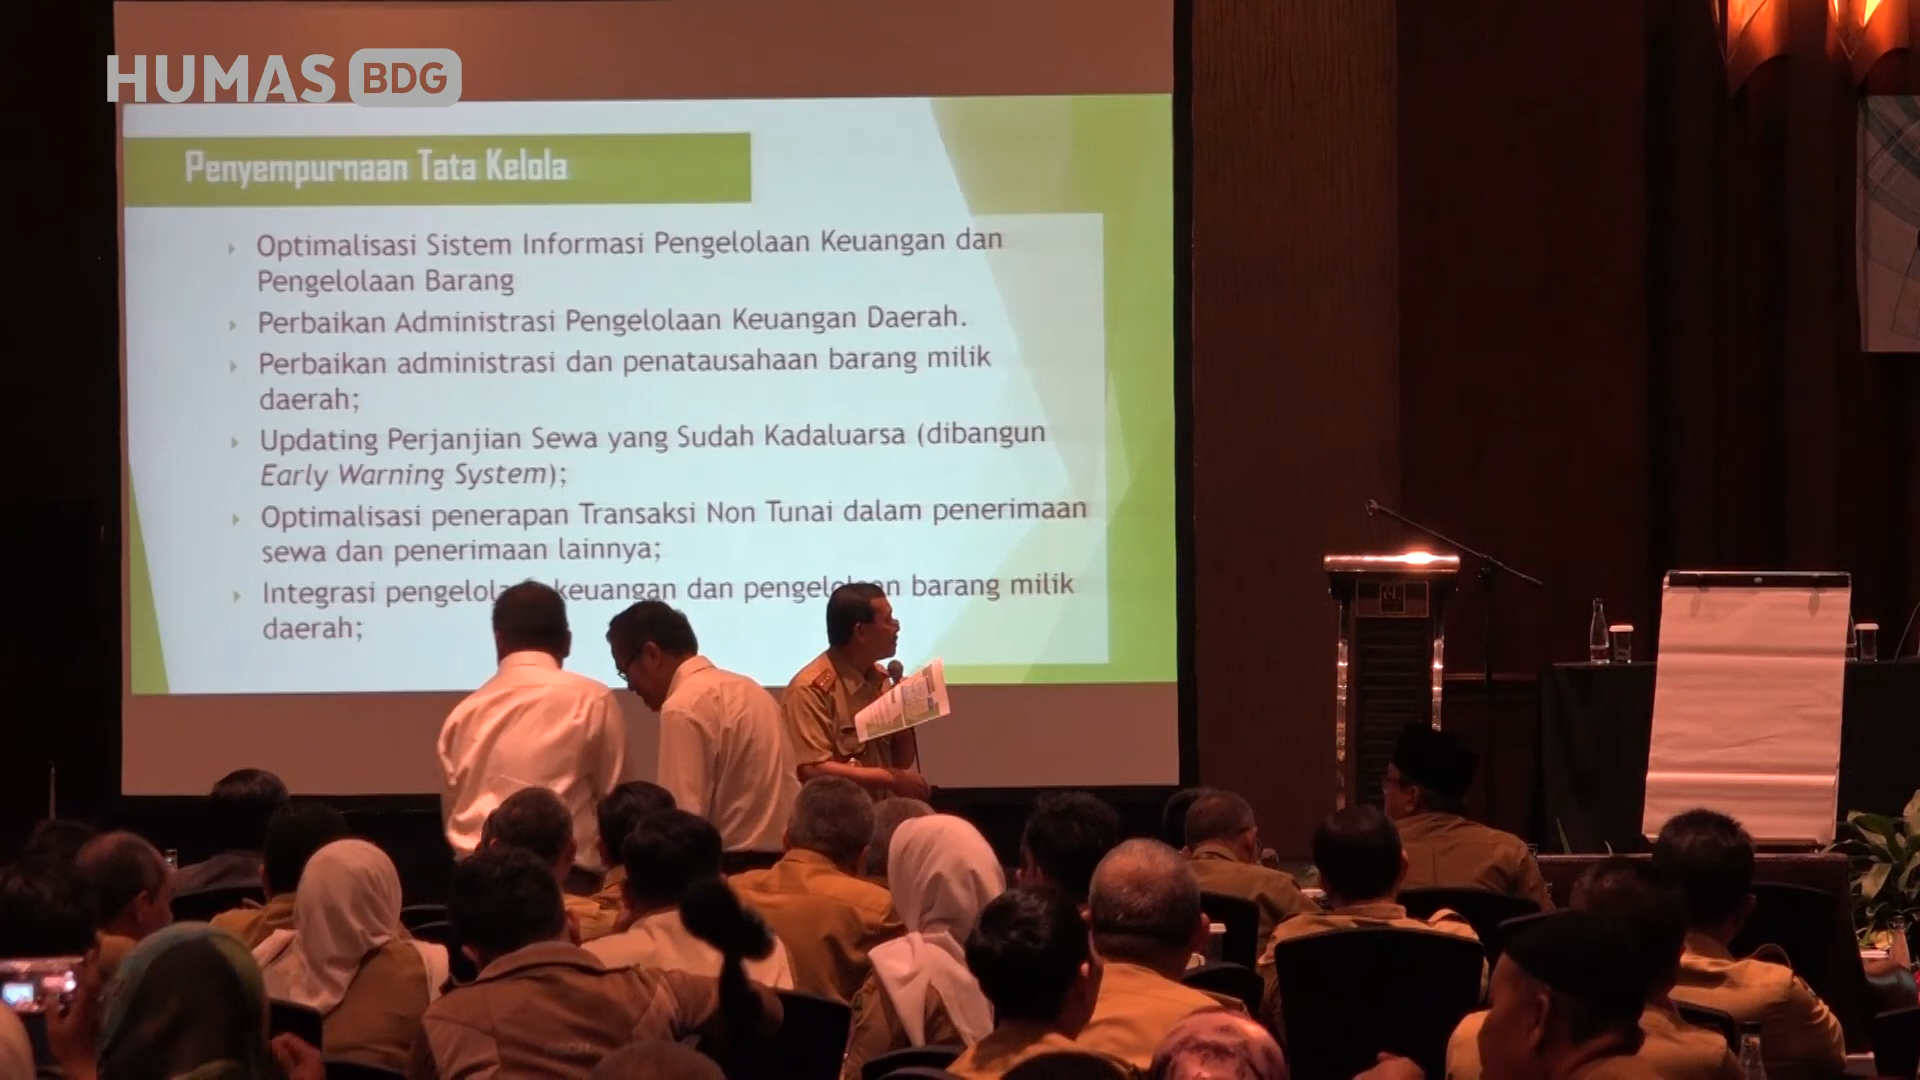 HUMAS BDG
Penyempurnaan Tata Kelola
Optimalisasi Sistem Informasi Pengelolaan Keuangan dan
Pengelolaan Barang
Perbaikan Administrasi Pengelolaan Keuangan Daerah.
Perbaikan administrasi dan penatausahaan barang milik
daerah;
Updating Perjanjian Sewa yang Sudah Kadaluarsa (dibangun
Early Warning System);
Optimalisasi penerapan Transaksi Non Tunai dalam penerimaan
sewa dan penerimaan lainnya;
Integrasi keuangan dan barang milik
daerah;